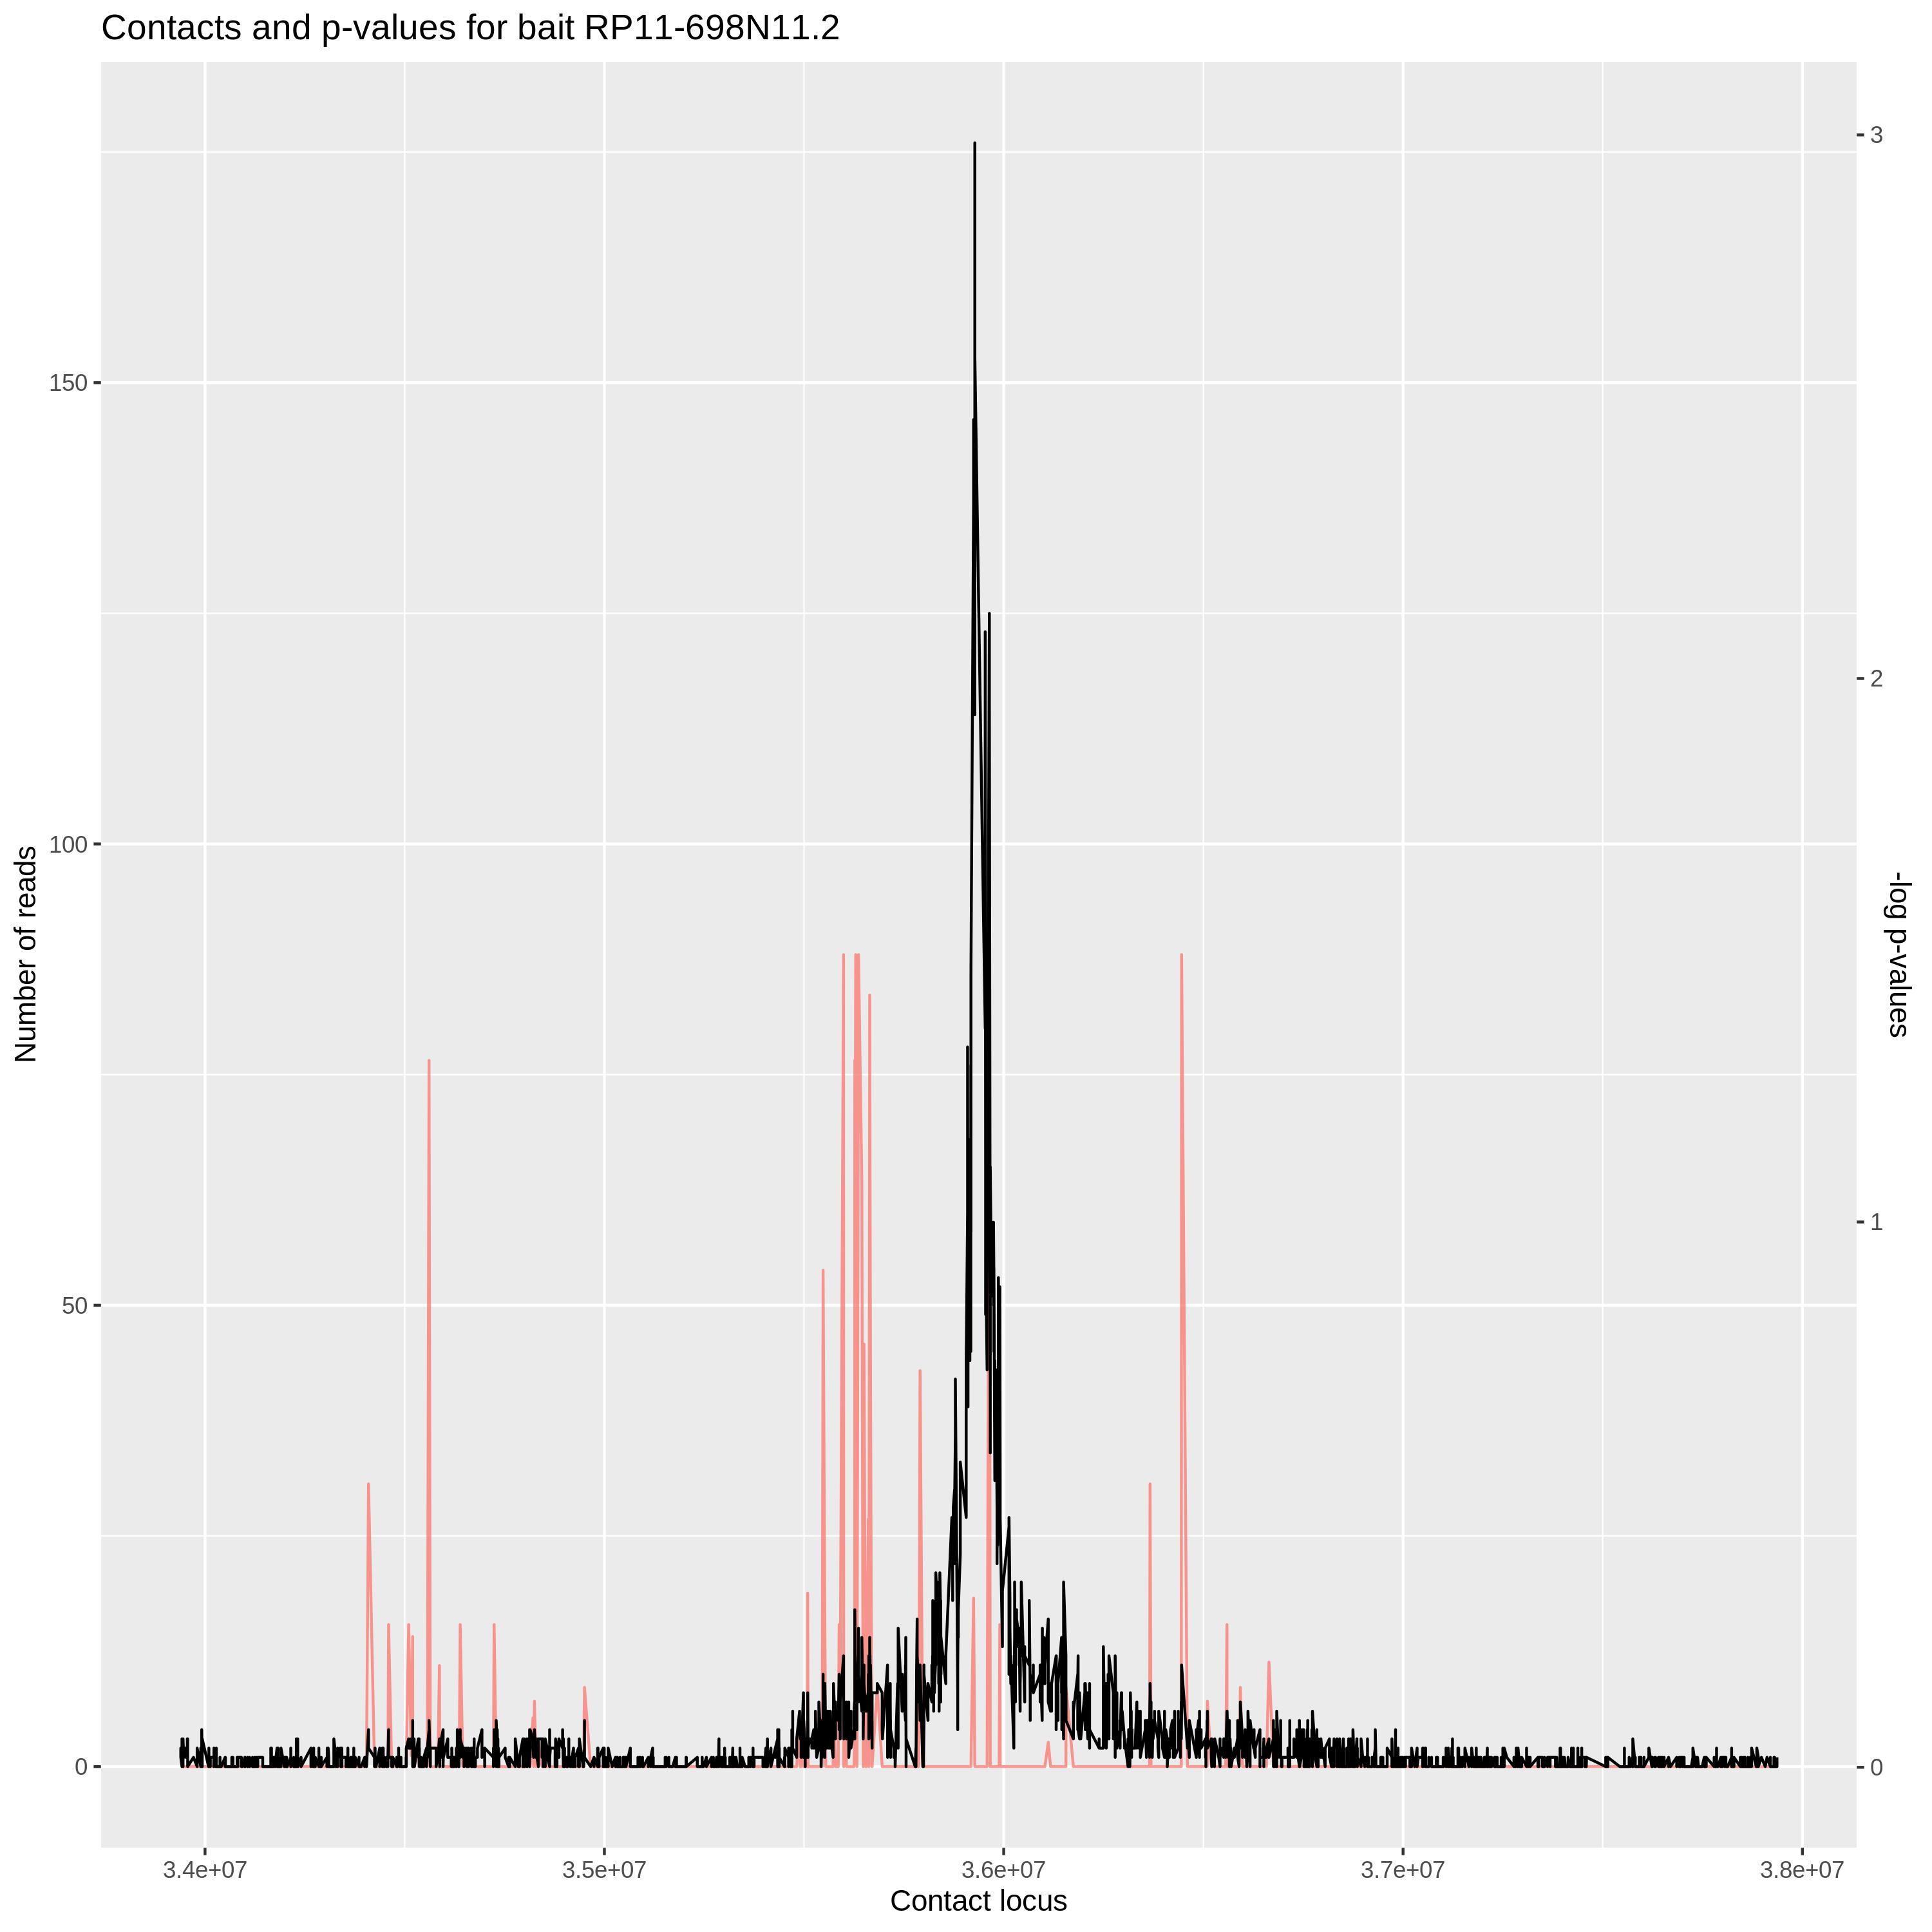 Contacts and p-values for bait RP11-698N11.2
Number of reads
150
100
50
0
3
2
1
0
-log p-values
3.4e+07
3.5e+07
3.6e+07
3.7e+07
3.8e+07
Contact locus